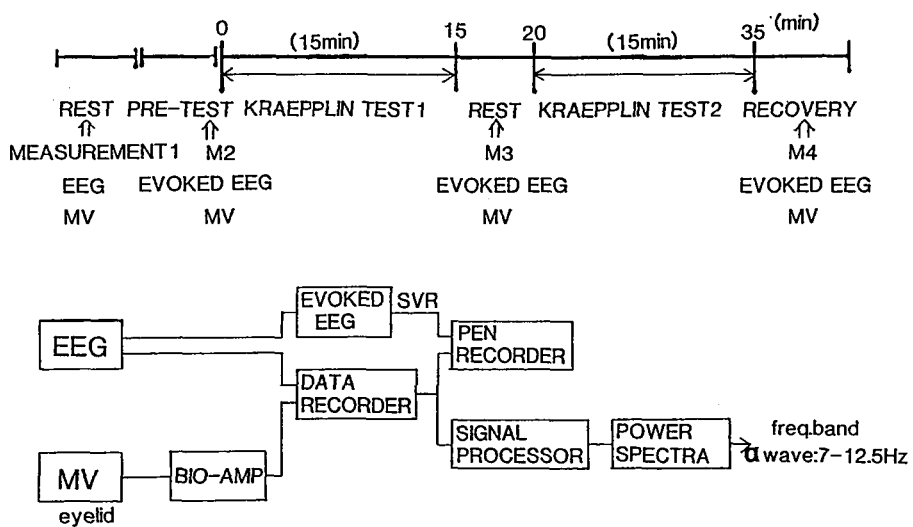 0 15 20 35 (min)
(15min) (15min)
REST PRE-TEST KRAEPPLIN TEST1 REST KRAEPPLIN TEST2 RECOVERY
MEASUREMENT1 M2 M3 M4
EEG EVOKED EEG EVOKED EEG EVOKED EEG
MV MV MV MV
EVOKED EEG SVR
EEG
PEN RECORDER
DATA RECORDER
SIGNAL PROCESSOR
POWER SPECTRA
freq.band
α wave:7-12.5Hz
MV
BIO-AMP
eyelid